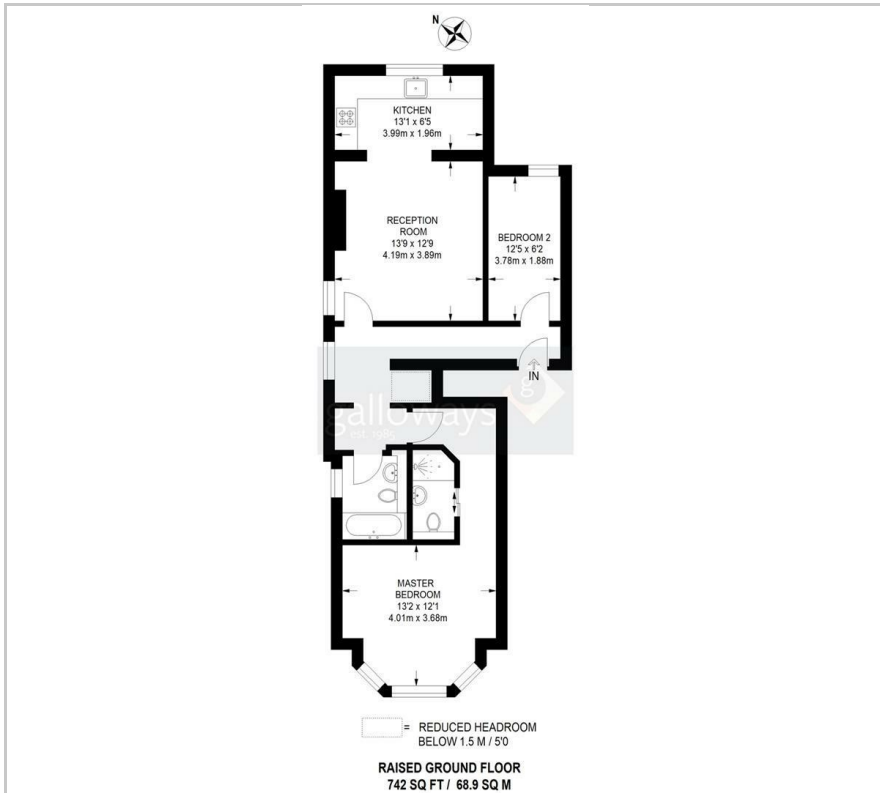 N
KITCHEN
13'1 x 6'5
3.99m x 1.96m
RECEPTION
ROOM
13'9 x 12'9
4.19m x 3.89m
BEDROOM 2
12'5 x 6'2
3.78m x 1.88m
IN
g
galloways
MASTER
BEDROOM
13'2 x 12'1
4.01m x 3.68m
= REDUCED HEADROOM
BELOW 1.5 M / 5'0
RAISED GROUND FLOOR
742 SQ FT / 68.9 SQ M